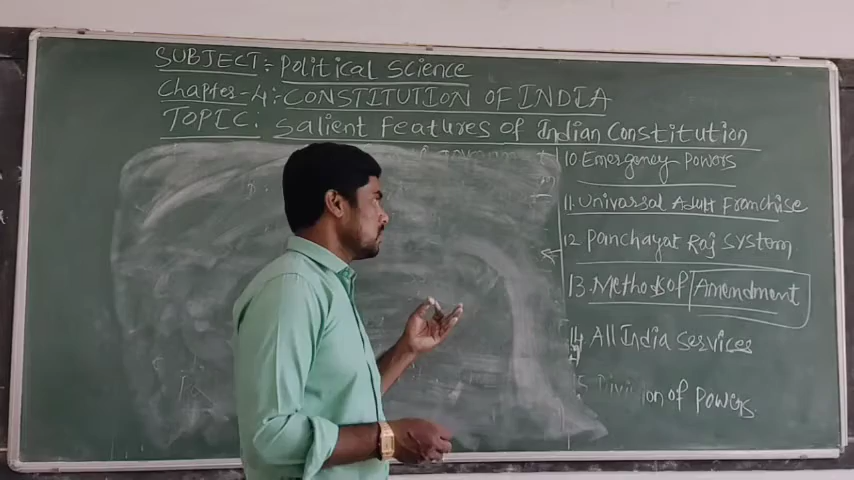 SUBJECT:- Political Science
Chapter-4:- CONSTITUTION OF INDIA
TOPIC: Salient Features of Indian Constitution
10 Emergency Powers
11. Universal Adult Franchise
12 Panchayat Raj System
13. Methods of Amendment
14 All India Services
Division of Powers